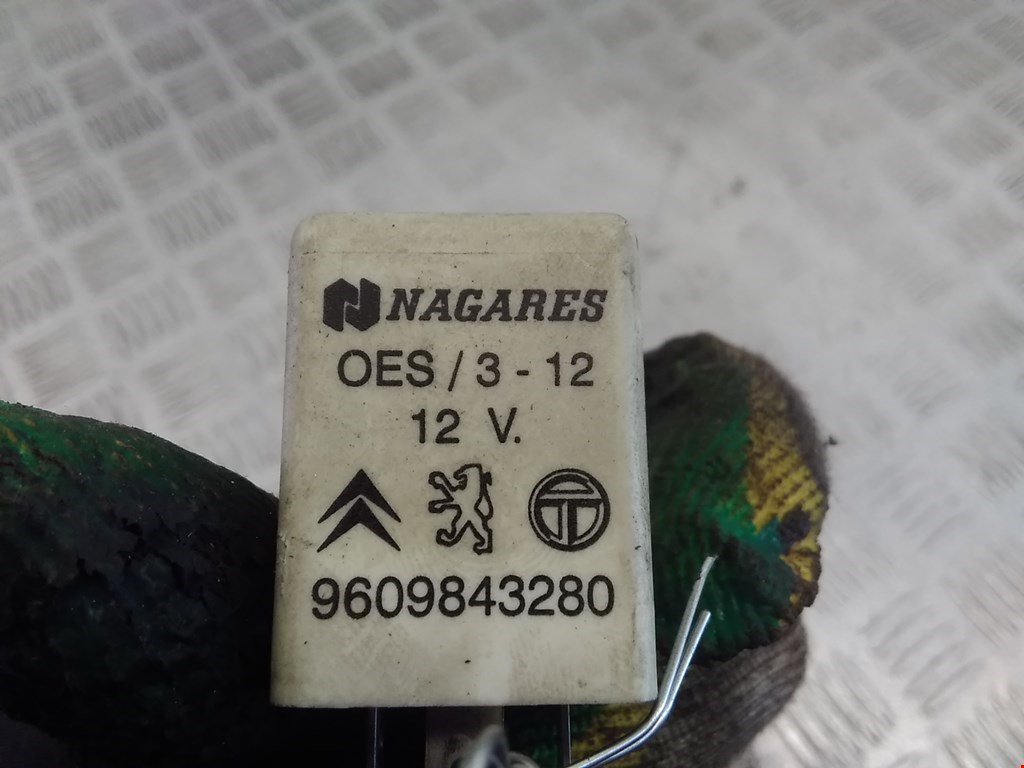 NAGARES
OES / 3 - 12
12 V.
9609843280